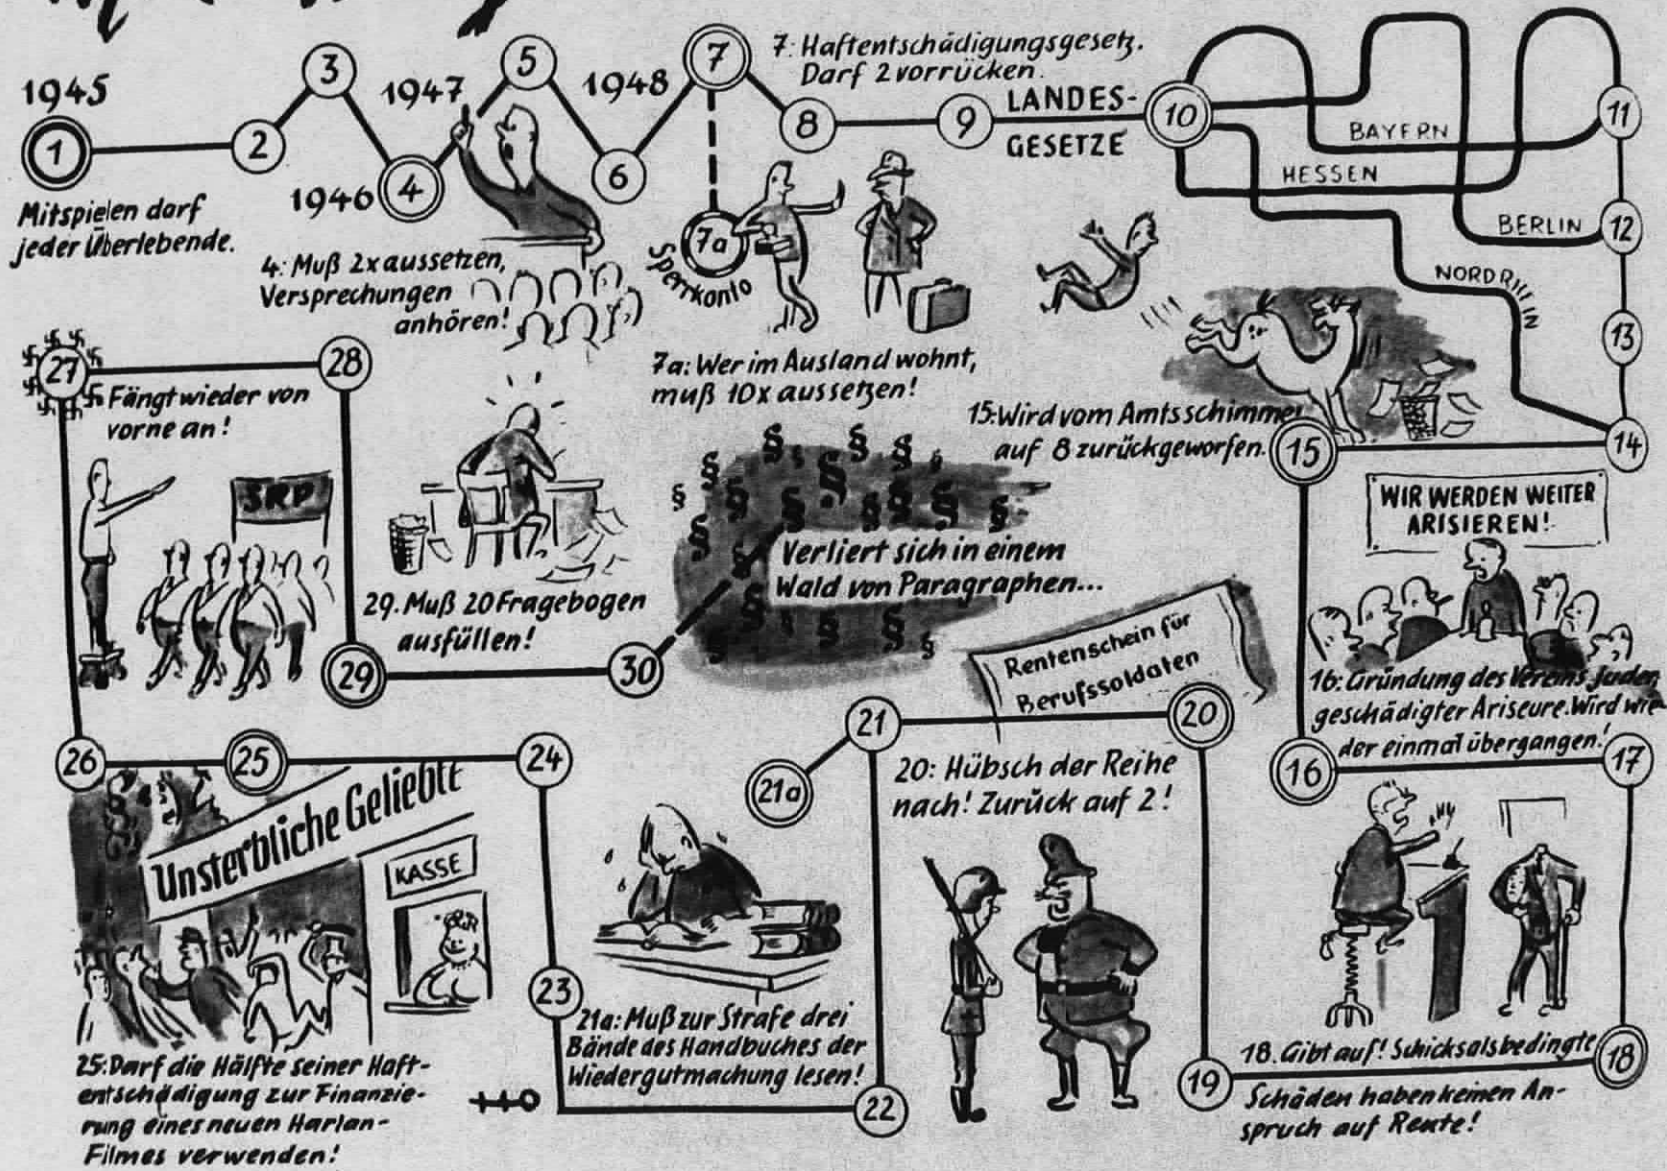 1945
1
2
3
1946
4
1947
5
6
1948
7
8
9
10
11
12
13
14
7: Haftentschädigungsgesetz.
Darf 2 vorrücken.
LANDES-
GESETZE
BAYERN
HESSEN
BERLIN
Mitspielen darf
jeder Überlebende.
4: Muß 2x aussetzen,
Versprechungen
anhören!
7a
Sperrkonto
7a: Wer im Ausland wohnt,
muß 10x aussetzen!
15: Wird vom Amtsschimmel
auf 8 zurückgeworfen.
15
WIR WERDEN WEITER
ARISIEREN!
16: Gründung des Vereins juden
geschädigter Ariseure. Wird wie-
der einmal übergangen!
16
17
18
18. Gibt auf! Schicksalsbedingte
Schäden haben keinen An-
spruch auf Rente!
19
20
Rentenschein für
Berufssoldaten
20: Hübsch der Reihe
nach! Zurück auf 2!
21
21a
21a: Muß zur Strafe drei
Bände des Handbuches der
Wiedergutmachung lesen!
22
23
24
25
Unsterbliche Geliebte
KASSE
25: Darf die Hälfte seiner Haft-
entschädigung zur Finanzie-
rung eines neuen Harlan-
Filmes verwenden!
26
27
Fängt wieder von
vorne an!
SRP
28
29
29. Muß 20 Fragebogen
ausfüllen!
30
Verliert sich in einem
Wald von Paragraphen...